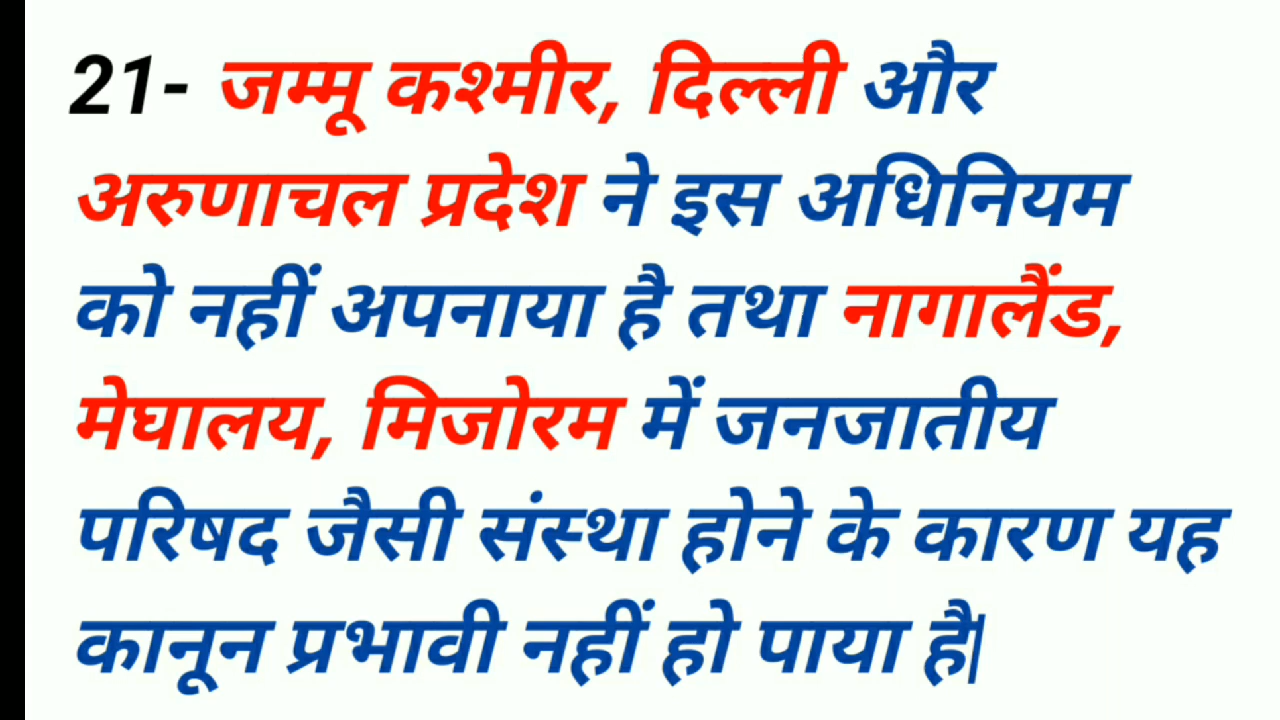 21- जम्मू कश्मीर, दिल्ली और
अरुणाचल प्रदेश ने इस अधिनियम
को नहीं अपनाया है तथा नागालैंड,
मेघालय, मिजोरम में जनजातीय
परिषद जैसी संस्था होने के कारण यह
कानून प्रभावी नहीं हो पाया है|